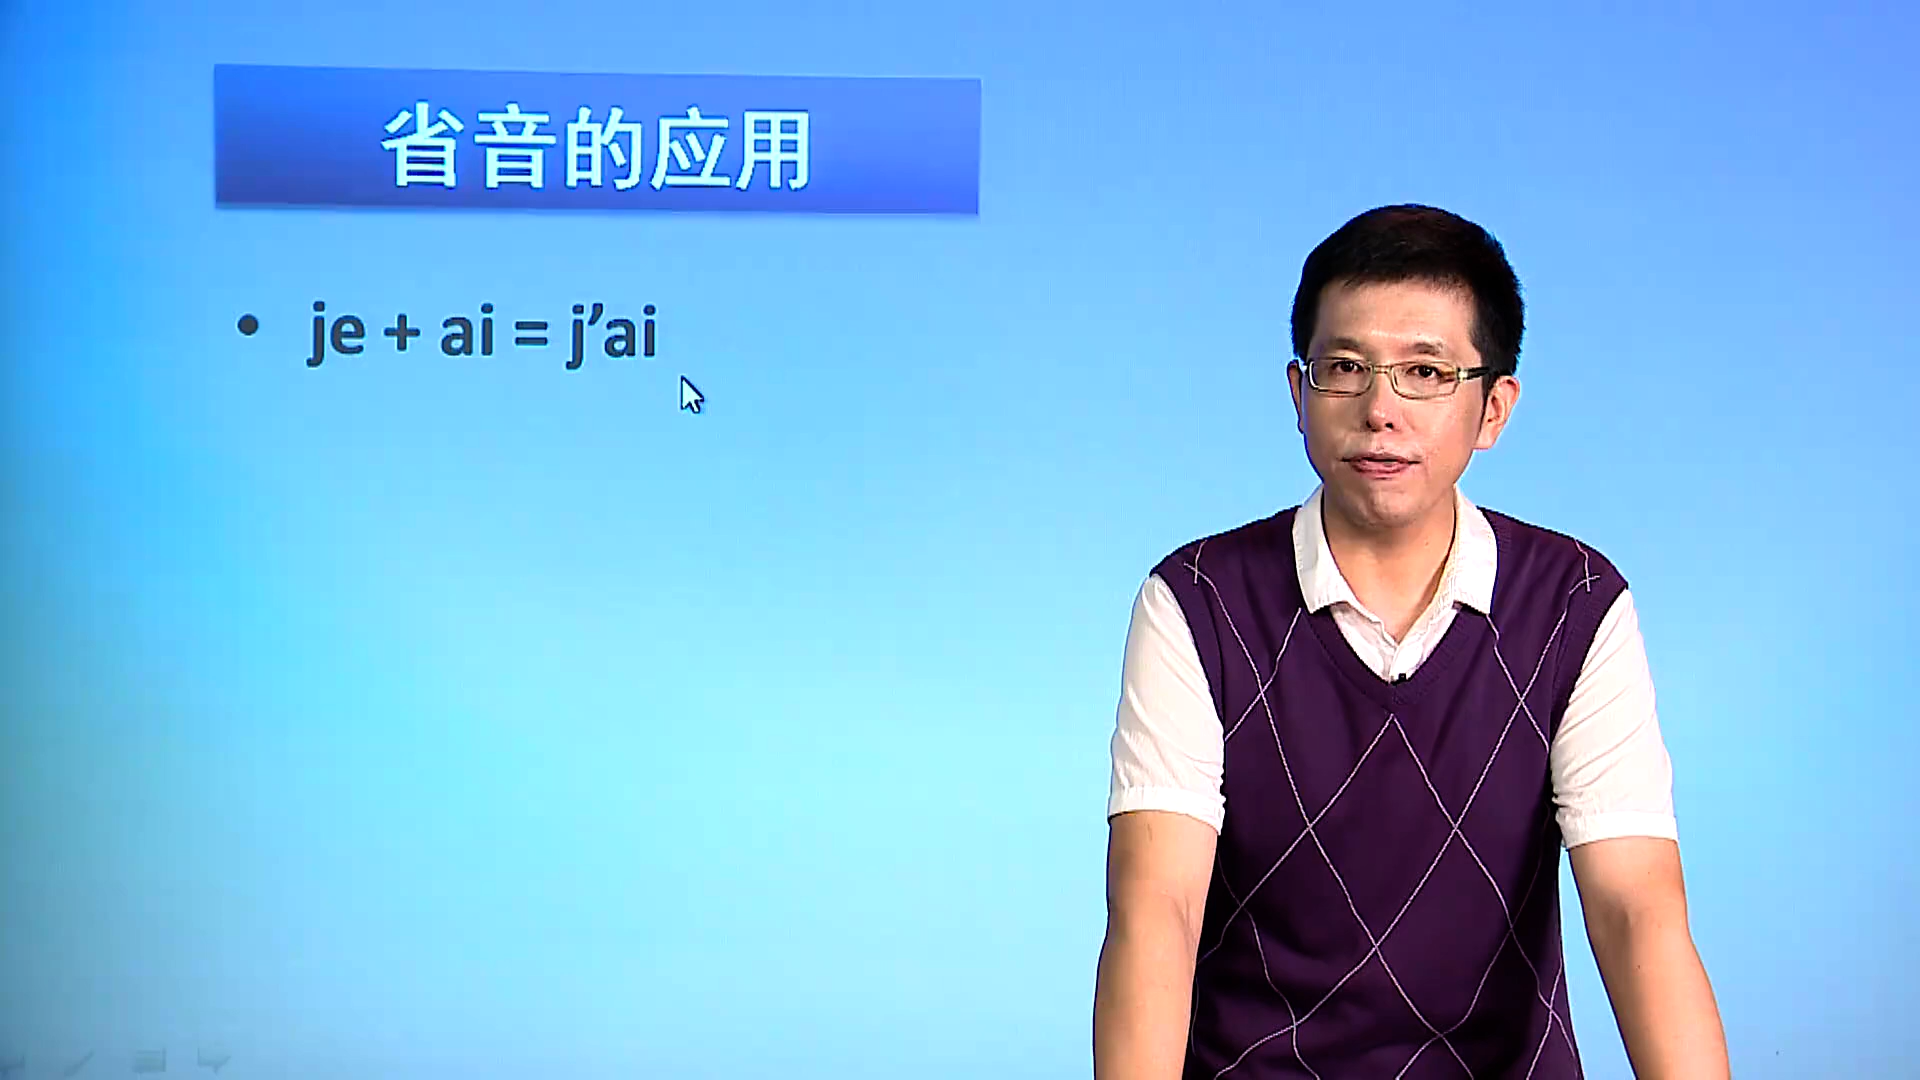 省音的应用
• je + ai = j’ai